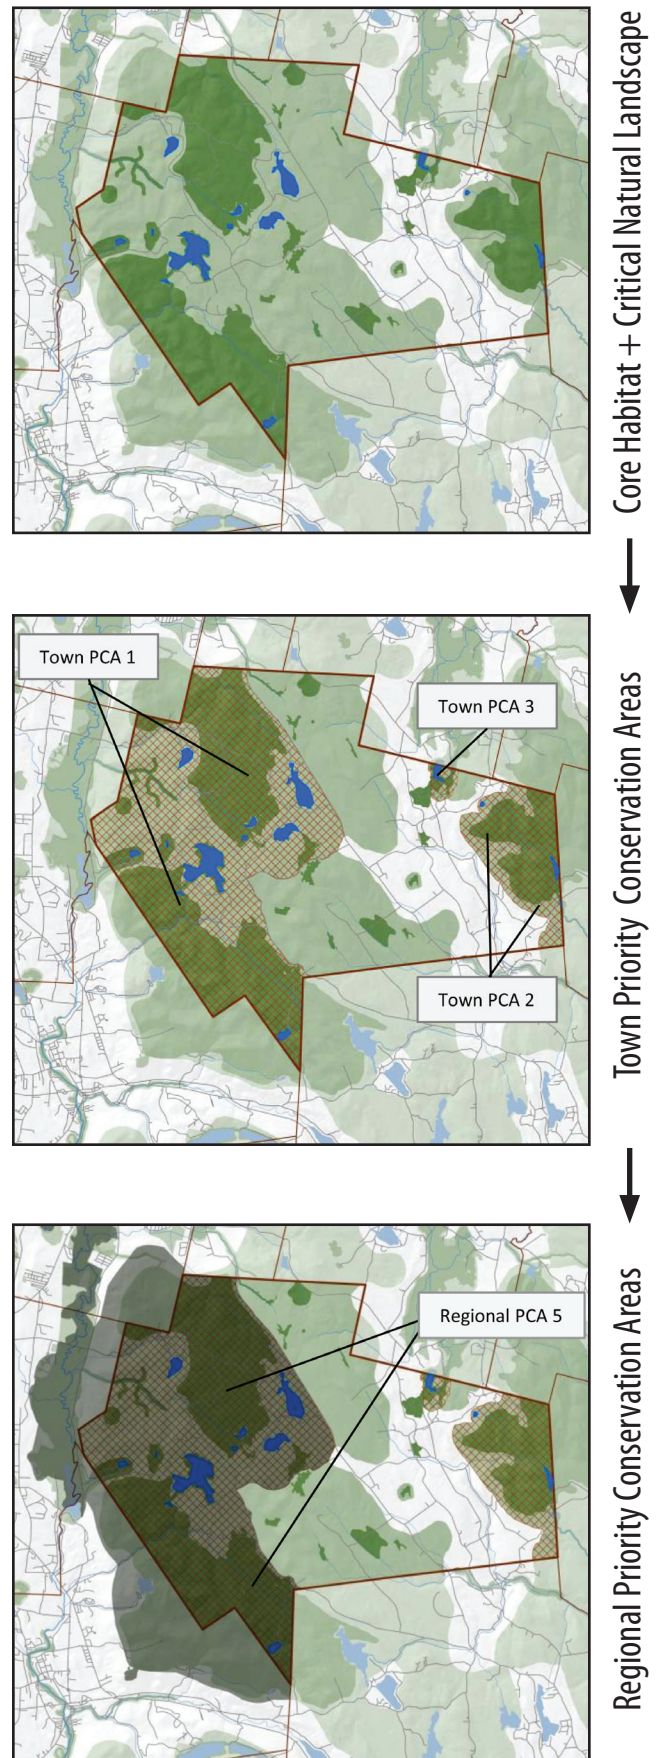 Core Habitat + Critical Natural Landscape
Town PCA 1
Town PCA 3
Town PCA 2
Town Priority Conservation Areas
Regional PCA 5
Regional Priority Conservation Areas